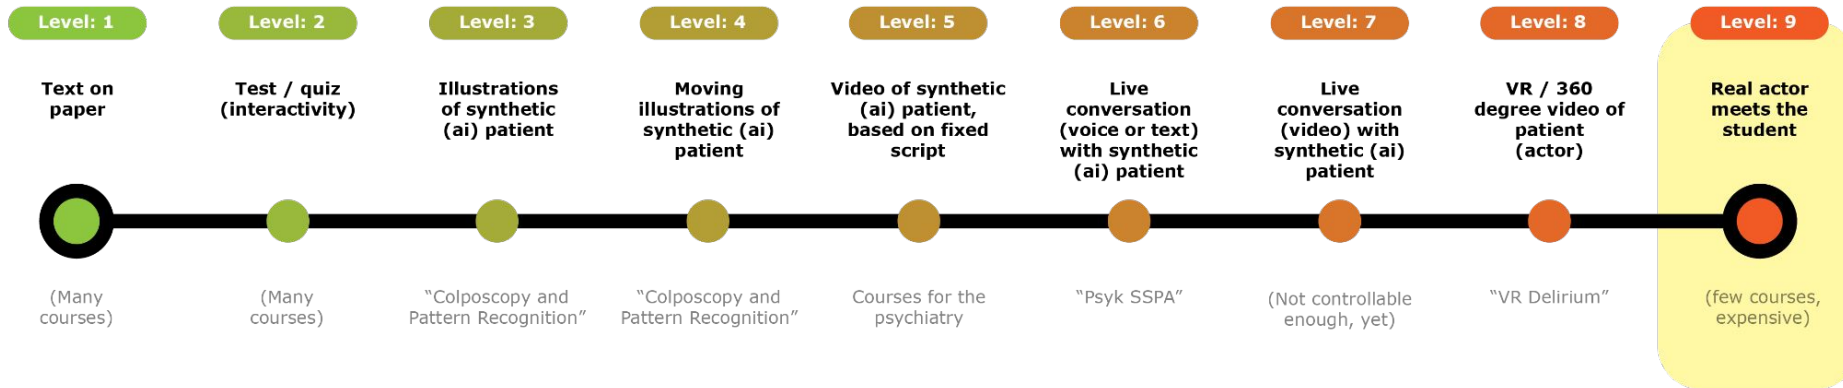 Level: 1
Level: 2
Level: 3
Level: 4
Level: 5
Level: 6
Level: 7
Level: 8
Level: 9
Text on
paper
Test / quiz
(interactivity)
Illustrations
of synthetic
(ai) patient
Moving
illustrations of
synthetic (ai)
patient
Video of synthetic
(ai) patient,
based on fixed
script
Live
conversation
(voice or text)
with synthetic
(ai) patient
Live
conversation
(video) with
synthetic (ai)
patient
VR / 360
degree video of
patient
(actor)
Real actor
meets the
student
(Many
courses)
(Many
courses)
“Colposcopy and
Pattern Recognition”
“Colposcopy and
Pattern Recognition”
Courses for the
psychiatry
“Psyk SSPA”
(Not controllable
enough, yet)
“VR Delirium”
(few courses,
expensive)